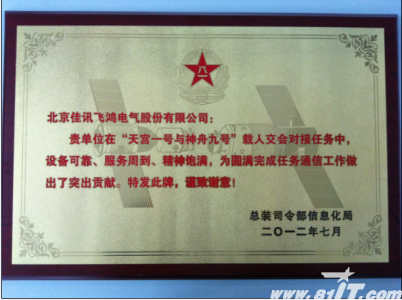 八一
北京佳讯飞鸿电气股份有限公司：
贵单位在“天宫一号与神舟九号”载人交会对接任务中，
设备可靠、服务周到、精神饱满，为圆满完成任务通信工作做
出了突出贡献。特发此牌，谨致谢意！
总装司令部信息化局
二〇一二年七月
www.81IT.com